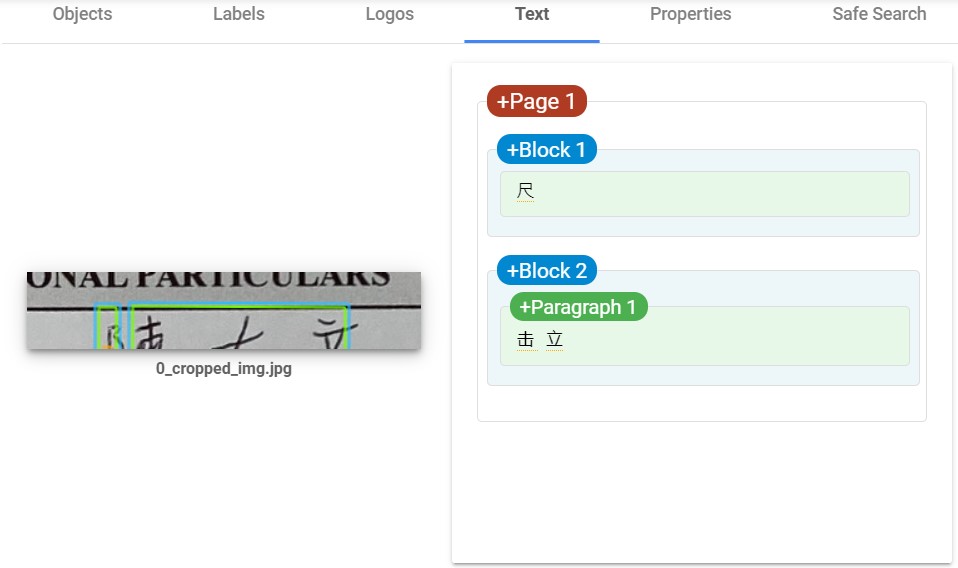 Objects Labels Logos Text Properties Safe Search
+Page 1
+Block 1
尺
+Block 2
+Paragraph 1
击 立
ONAL PARTICULARS
0_cropped_img.jpg